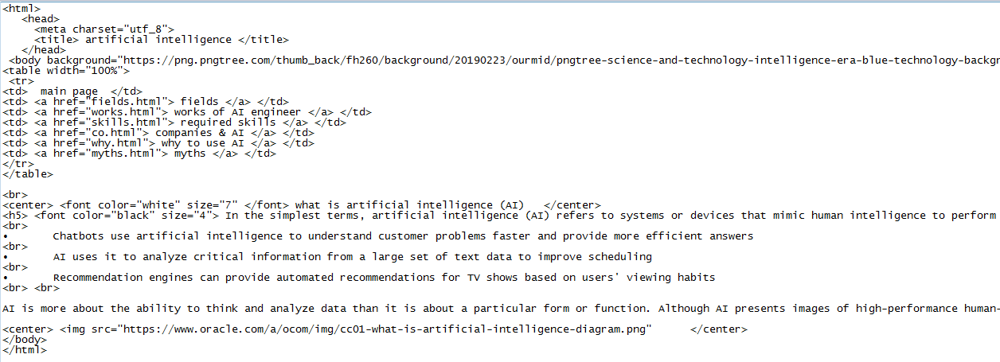 <html>
<head>
<meta charset="utf_8">
<title> artificial intelligence </title>
</head>
<body background="https://png.pngtree.com/thumb_back/fh260/background/20190223/ourmid/pngtree-science-and-technology-intelligence-era-blue-technology-backgr
<table width="100%">
<tr>
<td>  main page  </td>
<td> <a href="fields.html"> fields </a> </td>
<td> <a href="works.html"> works of AI engineer </a> </td>
<td> <a href="skills.html"> required skills </a> </td>
<td> <a href="co.html"> companies & AI </a> </td>
<td> <a href="why.html"> why to use AI </a> </td>
<td> <a href="myths.html"> myths </a> </td>
</tr>
</table>
<br>
<center> <font color="white" size="7" </font> what is artificial intelligence (AI)   </center>
<h5> <font color="black" size="4"> In the simplest terms, artificial intelligence (AI) refers to systems or devices that mimic human intelligence to perform
<br>
•       Chatbots use artificial intelligence to understand customer problems faster and provide more efficient answers
<br>
•       AI uses it to analyze critical information from a large set of text data to improve scheduling
<br>
•       Recommendation engines can provide automated recommendations for TV shows based on users' viewing habits
<br> <br>
AI is more about the ability to think and analyze data than it is about a particular form or function. Although AI presents images of high-performance human-
<center> <img src="https://www.oracle.com/a/ocom/img/cc01-what-is-artificial-intelligence-diagram.png"      </center>
</body>
</html>